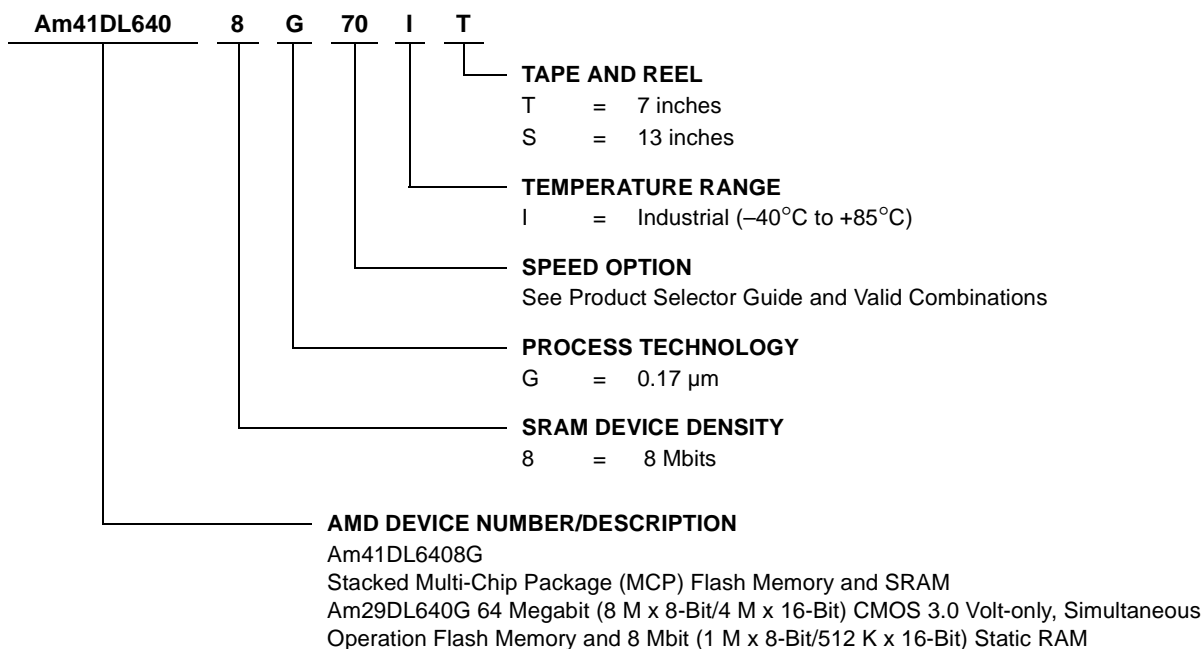 Am41DL640 8 G 70 I T
TAPE AND REEL
T = 7 inches
S = 13 inches
TEMPERATURE RANGE
I = Industrial (–40°C to +85°C)
SPEED OPTION
See Product Selector Guide and Valid Combinations
PROCESS TECHNOLOGY
G = 0.17 µm
SRAM DEVICE DENSITY
8 = 8 Mbits
AMD DEVICE NUMBER/DESCRIPTION
Am41DL6408G
Stacked Multi-Chip Package (MCP) Flash Memory and SRAM
Am29DL640G 64 Megabit (8 M x 8-Bit/4 M x 16-Bit) CMOS 3.0 Volt-only, Simultaneous
Operation Flash Memory and 8 Mbit (1 M x 8-Bit/512 K x 16-Bit) Static RAM